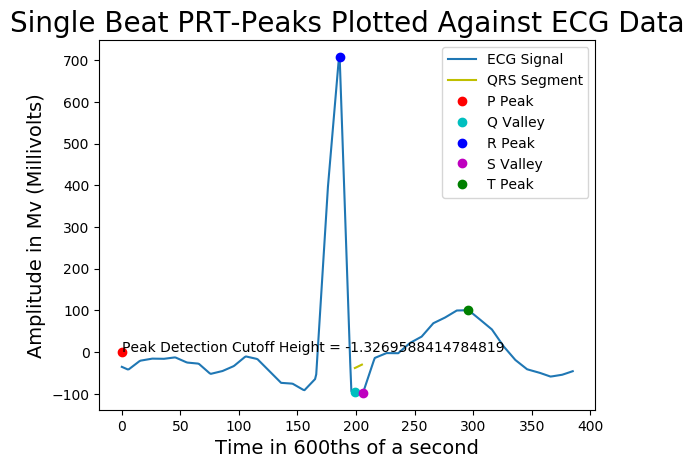 Single Beat PRT-Peaks Plotted Against ECG Data
Amplitude in Mv (Millivolts)
700
600
500
400
300
200
100
0
−100
ECG Signal
QRS Segment
P Peak
Q Valley
R Peak
S Valley
T Peak
Peak Detection Cutoff Height = -1.3269588414784819
0 50 100 150 200 250 300 350 400
Time in 600ths of a second